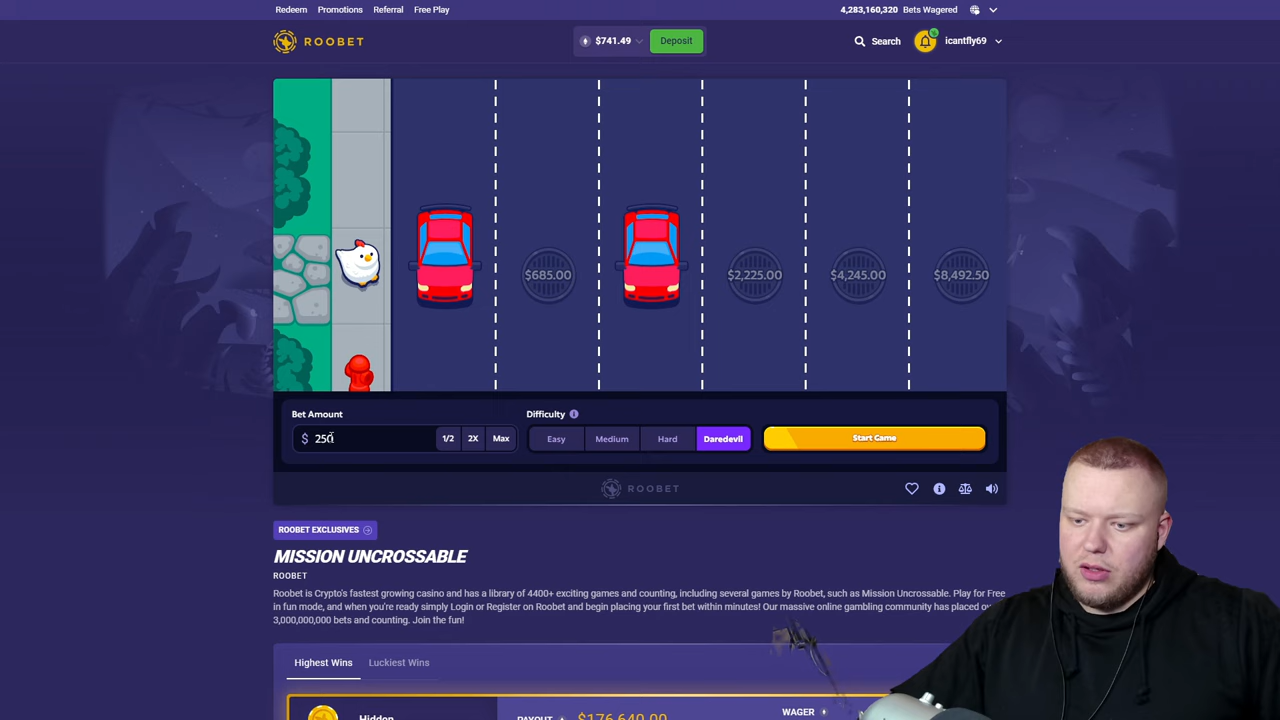 Redeem Promotions Referral Free Play 4,283,160,320 Bets Wagered
ROOBET $741.49 Deposit Search icantfly69
$685.00 $2,225.00 $4,245.00 $8,492.50
Bet Amount Difficulty
$ 250 1/2 2X Max Easy Medium Hard Daredevil Start Game
ROOBET
ROOBET EXCLUSIVES
MISSION UNCROSSABLE
ROOBET
Roobet is Crypto's fastest growing casino and has a library of 4400+ exciting games and counting, including several games by Roobet, such as Mission Uncrossable. Play for Free
in fun mode, and when you're ready simply Login or Register on Roobet and begin placing your first bet within minutes! Our massive online gambling community has placed
3,000,000,000 bets and counting. Join the fun!
Highest Wins Luckiest Wins
Hidden PAYOUT $176,640.00 WAGER